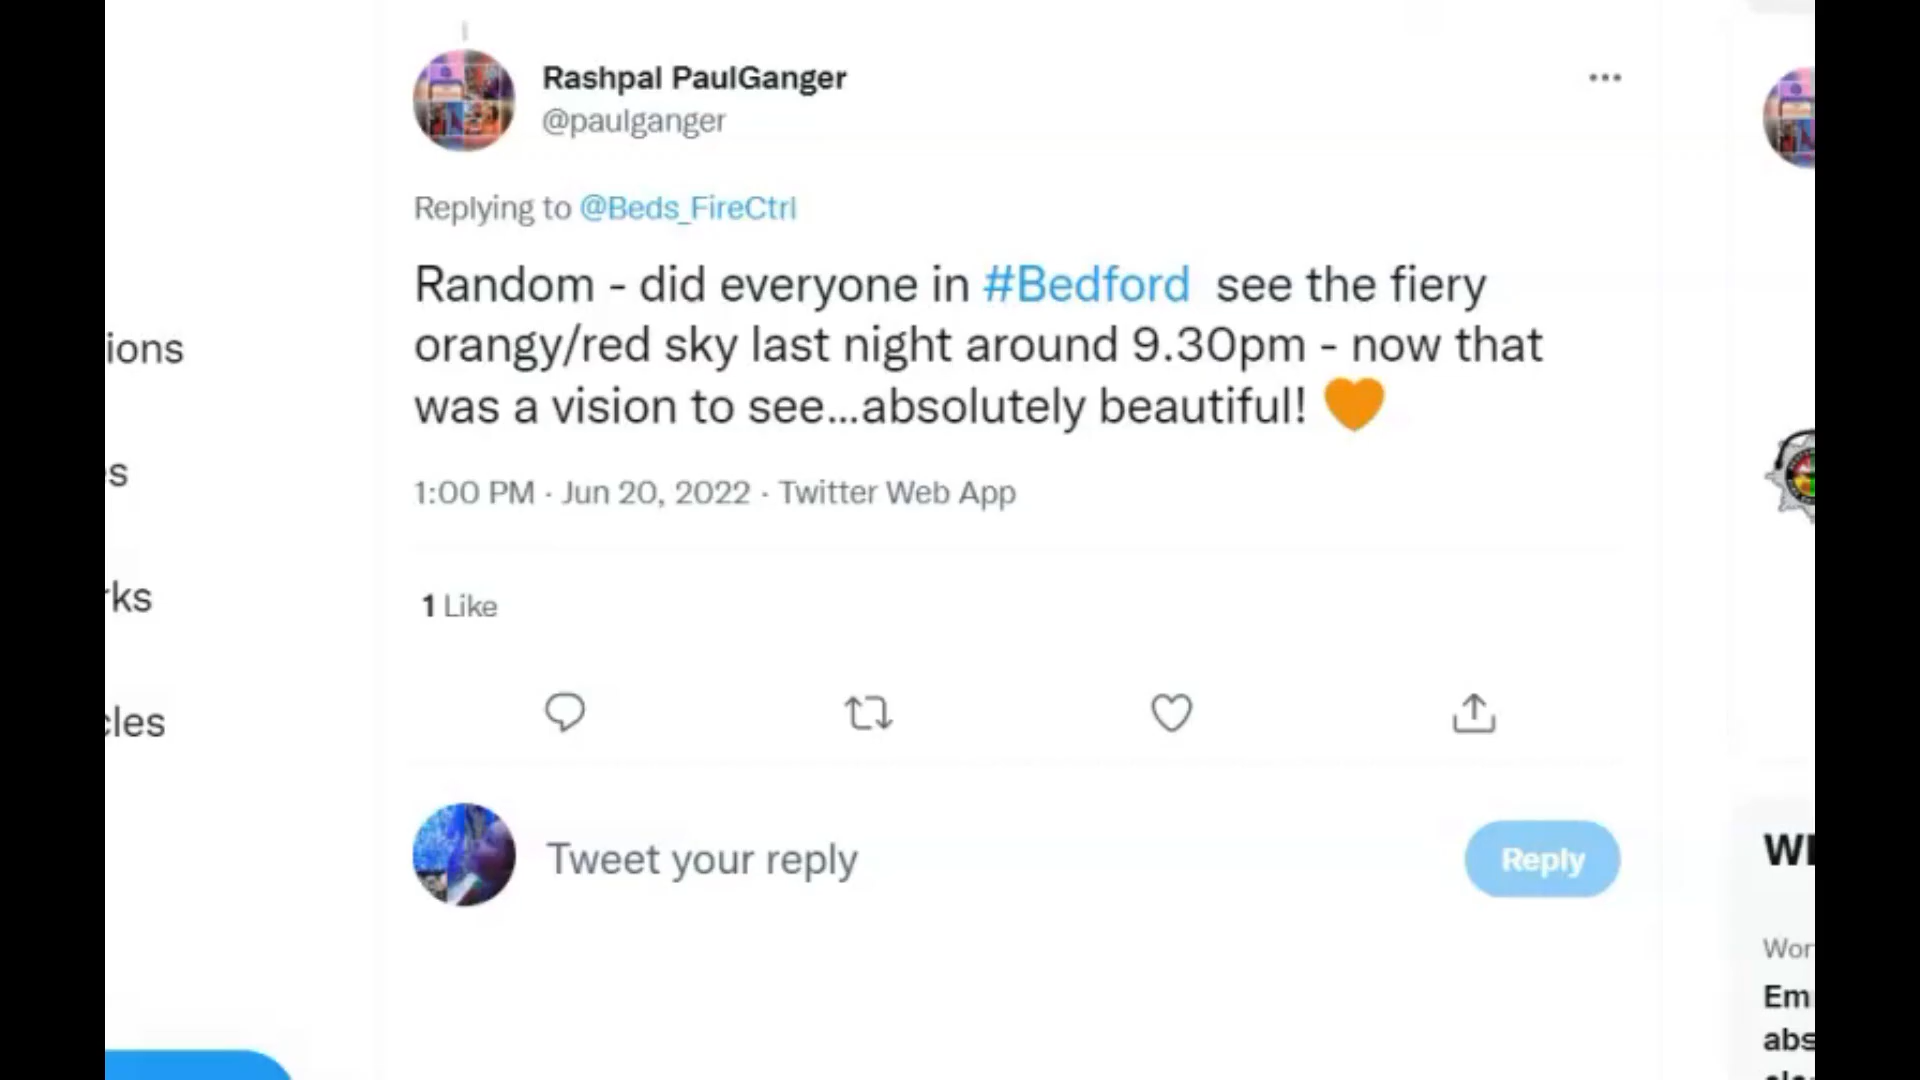 Rashpal PaulGanger
@paulganger
Replying to @Beds_FireCtrl
Random - did everyone in #Bedford see the fiery
orangy/red sky last night around 9.30pm - now that
was a vision to see...absolutely beautiful! 🧡
1:00 PM · Jun 20, 2022 · Twitter Web App
1 Like
Tweet your reply
Reply
ions
s
rks
cles
Wor
Em
abs